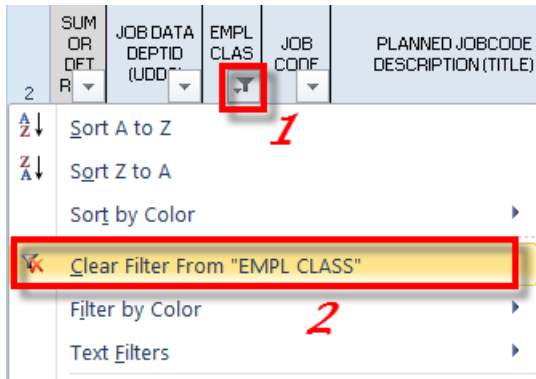 SUM OR DET R
JOB DATA DEPTID (UDDS)
EMPL CLAS
JOB CODE
PLANNED JOBCODE DESCRIPTION (TITLE)
2
1
A Z Sort A to Z
Z A Sort Z to A
Sort by Color
Clear Filter From "EMPL CLASS"
Filter by Color
2
Text Filters